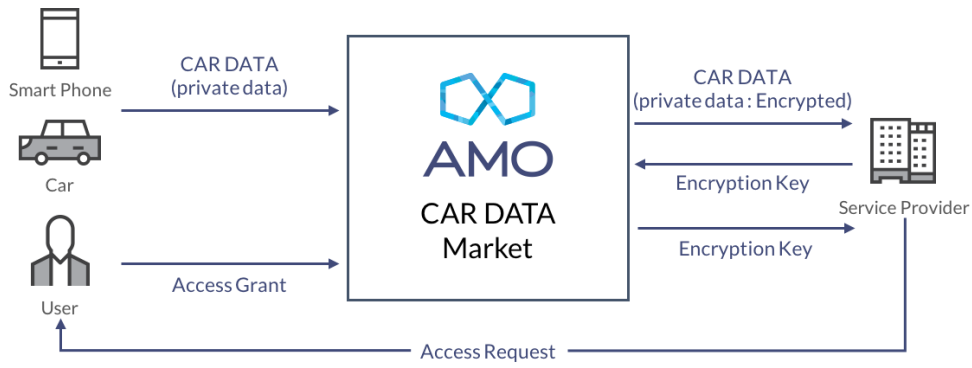 Smart Phone
CAR DATA
(private data)
Car
User
Access Grant
AMO
CAR DATA
Market
CAR DATA
(private data : Encrypted)
Encryption Key
Encryption Key
Service Provider
Access Request